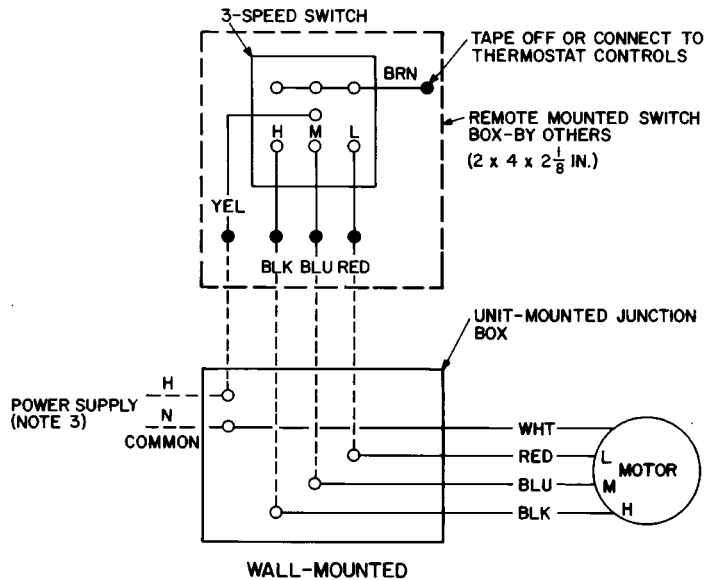 3-SPEED SWITCH
TAPE OFF OR CONNECT TO
THERMOSTAT CONTROLS
BRN
REMOTE MOUNTED SWITCH
BOX-BY OTHERS
(2 x 4 x 2 1/8 IN.)
H M L
YEL
BLK BLU RED
UNIT-MOUNTED JUNCTION
BOX
H
POWER SUPPLY
(NOTE 3)
N
COMMON
WHT
RED L
MOTOR
BLU M
BLK H
WALL-MOUNTED